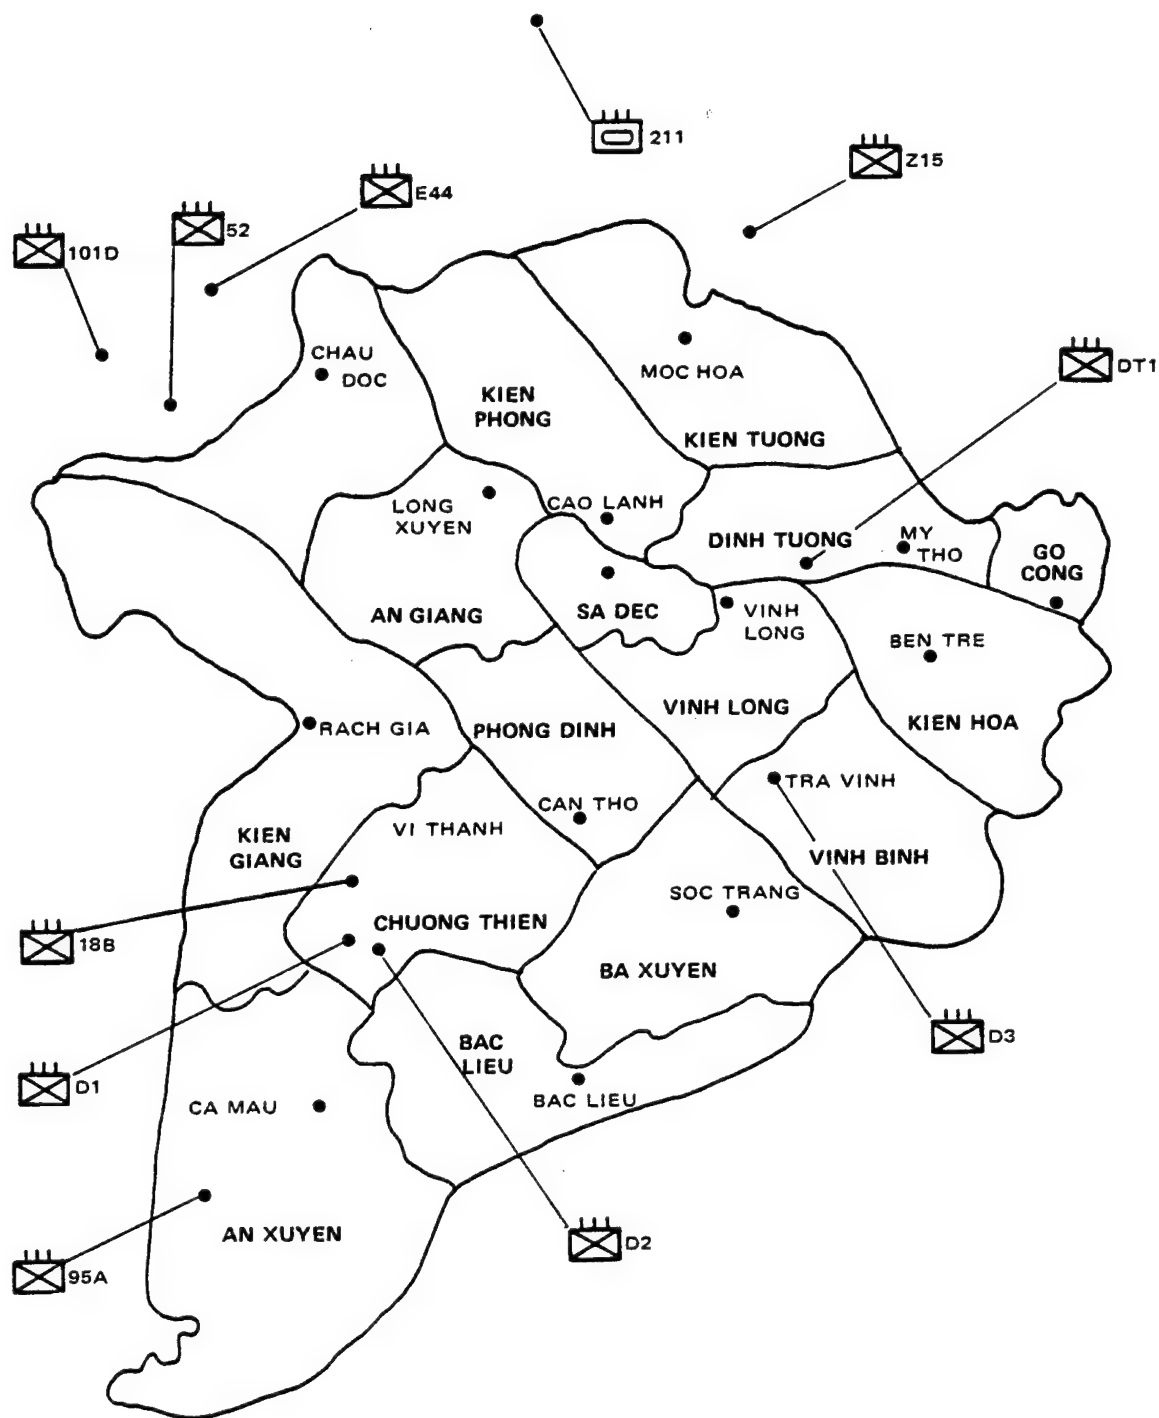 211
Z15
E44
52
101D
CHAU
DOC
MOC HOA
DT1
KIEN
PHONG
KIEN TUONG
LONG
XUYEN
CAO LANH
DINH TUONG
MY
THO
GO
CONG
AN GIANG
SA DEC
VINH
LONG
BEN TRE
VINH LONG
KIEN HOA
RACH GIA
PHONG DINH
TRA VINH
CAN THO
VI THANH
KIEN
GIANG
VINH BINH
SOC TRANG
18B
CHUONG THIEN
BA XUYEN
D3
BAC
LIEU
D1
BAC LIEU
CA MAU
AN XUYEN
D2
95A